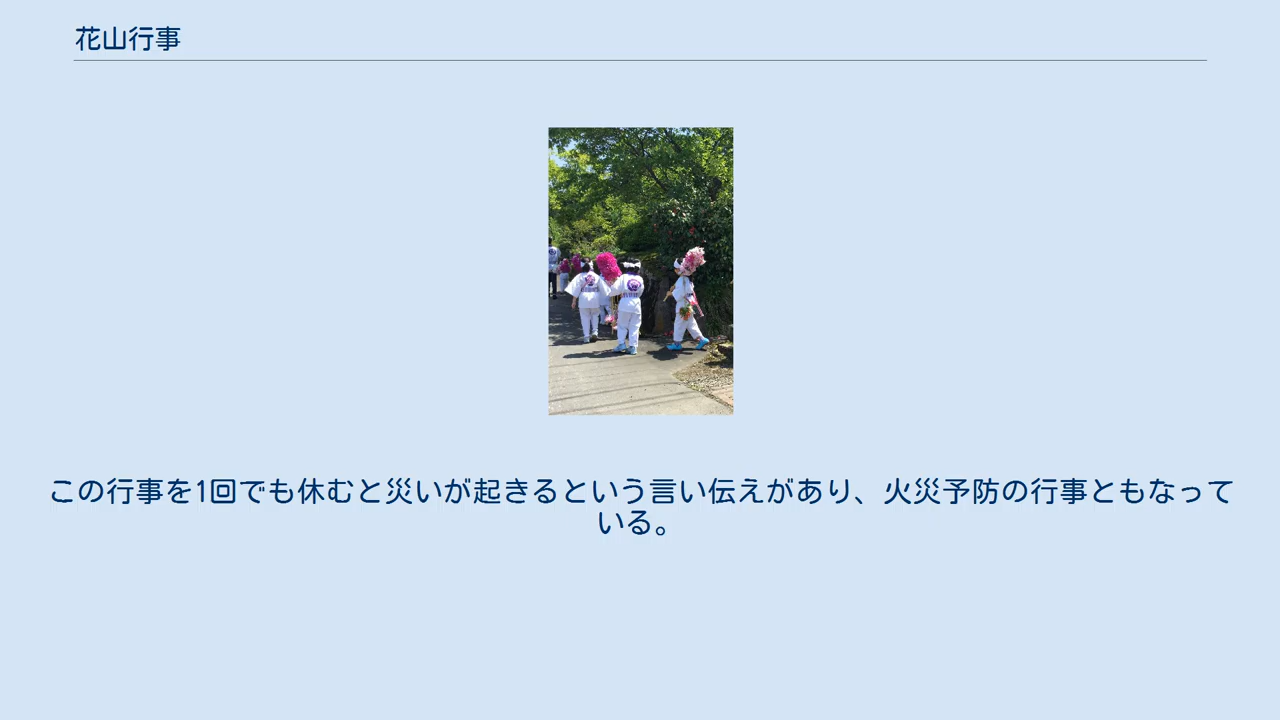 花山行事
この行事を1回でも休むと災いが起きるという言い伝えがあり、火災予防の行事ともなって
いる。